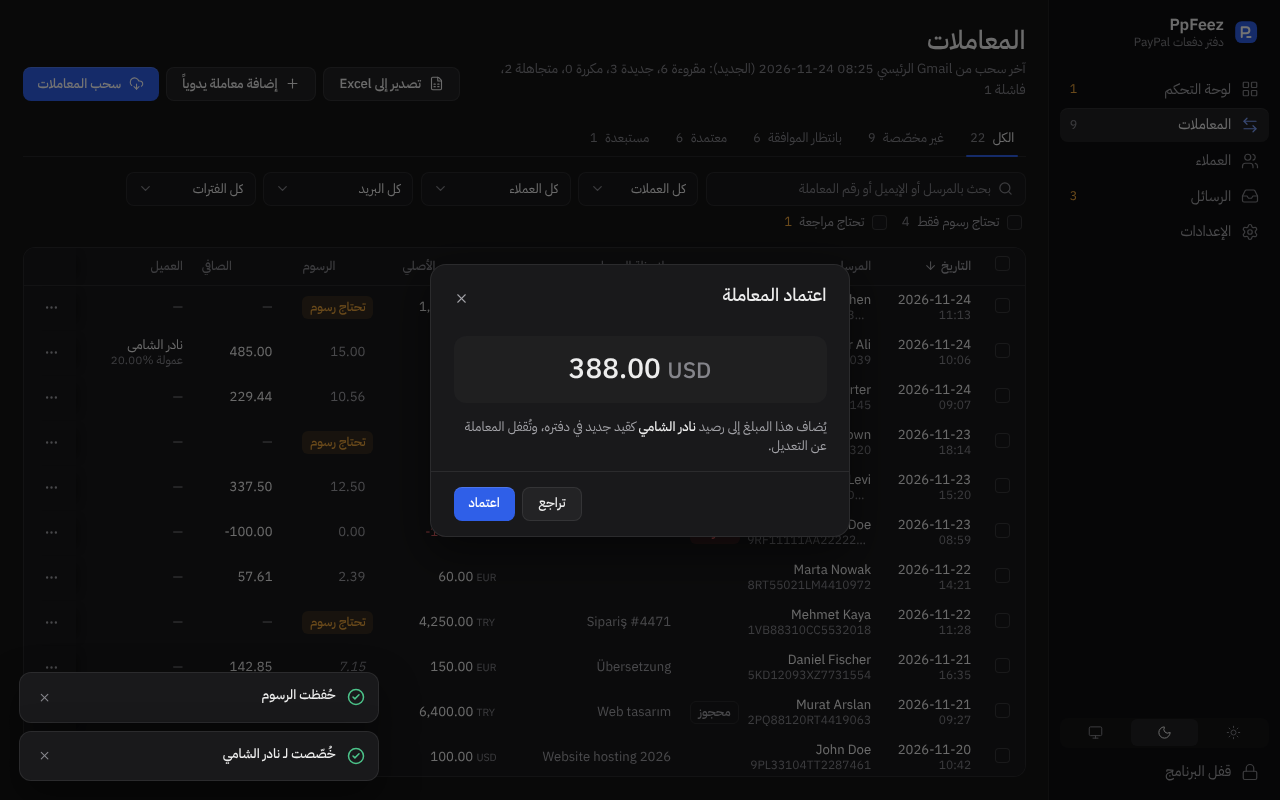 PpFeez
دفتر دفعات PayPal
لوحة التحكم 1
المعاملات 9
العملاء
الرسائل 3
الإعدادات
قفل البرنامج
المعاملات
آخر سحب من Gmail الرئيسي 08:25 24-11-2026 (الجديد): مقروءة 6، جديدة 3، مكررة 0، متجاهلة 2،
فاشلة 1
تصدير إلى Excel
إضافة معاملة يدوياً
سحب المعاملات
الكل 22 غير مخصّصة 9 بانتظار الموافقة 6 معتمدة 6 مستبعدة 1
بحث بالمرسل أو الإيميل أو رقم المعاملة
كل العملات
كل العملاء
كل البريد
كل الفترات
تحتاج رسوم فقط 4 تحتاج مراجعة 1
التاريخ ↓ الأصلي الرسوم الصافي العميل
2026-11-24 تحتاج رسوم — —
11:13
2026-11-24 15.00 485.00 نادر الشامي
10:06 عمولة 20.00%
2026-11-24 10.56 229.44 —
09:07
2026-11-23 تحتاج رسوم — —
18:14
2026-11-23 12.50 337.50 —
15:20
2026-11-23 Doe 0.00 -100.00 —
08:59 9RF11111AA22222...
2026-11-22 Marta Nowak 60.00 EUR 2.39 57.61 —
14:21 8RT55021LM4410972
2026-11-22 Mehmet Kaya Sipariş #4471 4,250.00 TRY تحتاج رسوم — —
11:28 1VB88310CC5532018
2026-11-21 Daniel Fischer Übersetzung 150.00 EUR 7.15 142.85 —
16:35 5KD12093XZ7731554
2026-11-21 Murat Arslan محجوز Web tasarım 6,400.00 TRY
09:27 2PQ88120RT4419063
2026-11-20 John Doe Website hosting 2026 100.00 USD
10:42 9PL33104TT2287461
اعتماد المعاملة
388.00 USD
يُضاف هذا المبلغ إلى رصيد نادر الشامي كقيد جديد في دفتره، وتُقفل المعاملة
عن التعديل.
تراجع
اعتماد
حُفظت الرسوم
خُصّصت لـ نادر الشامي